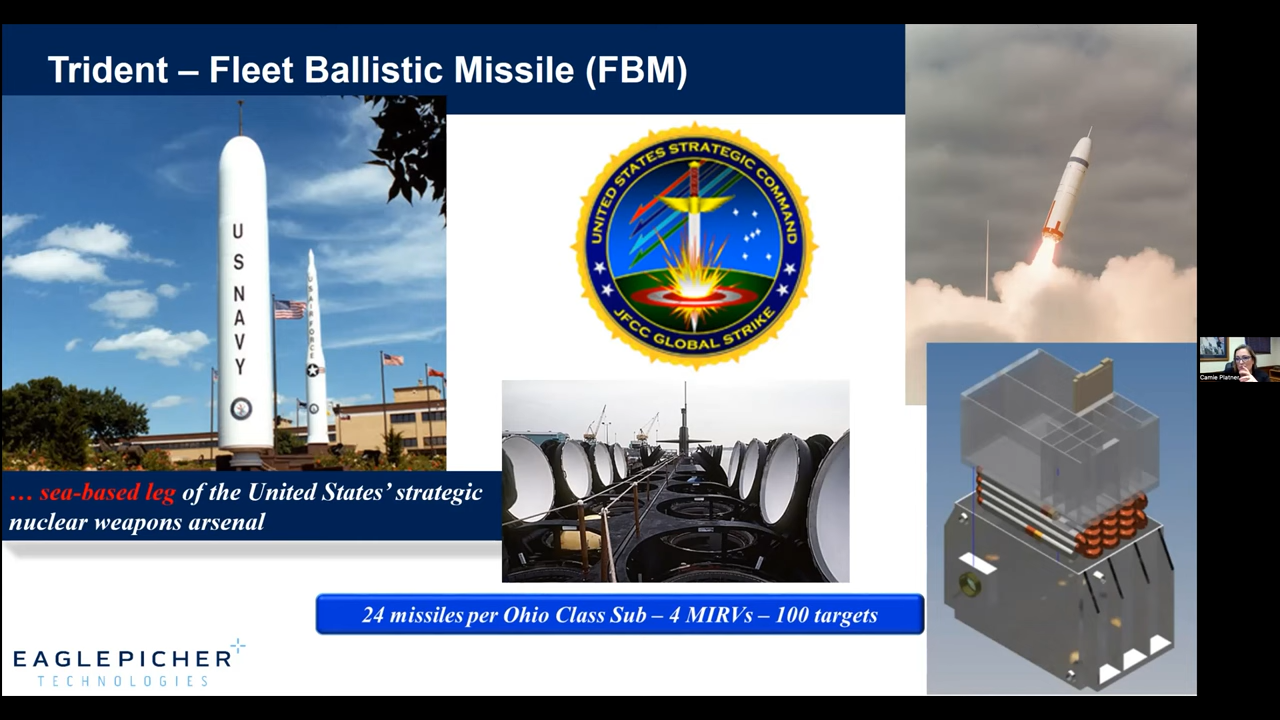 Trident – Fleet Ballistic Missile (FBM)
U
S
N
A
V
Y
U S AIR FORCE
UNITED STATES STRATEGIC COMMAND
JFCC GLOBAL STRIKE
… sea-based leg of the United States’ strategic
nuclear weapons arsenal
24 missiles per Ohio Class Sub – 4 MIRVs – 100 targets
EAGLEPICHER
TECHNOLOGIES
Camie Platner